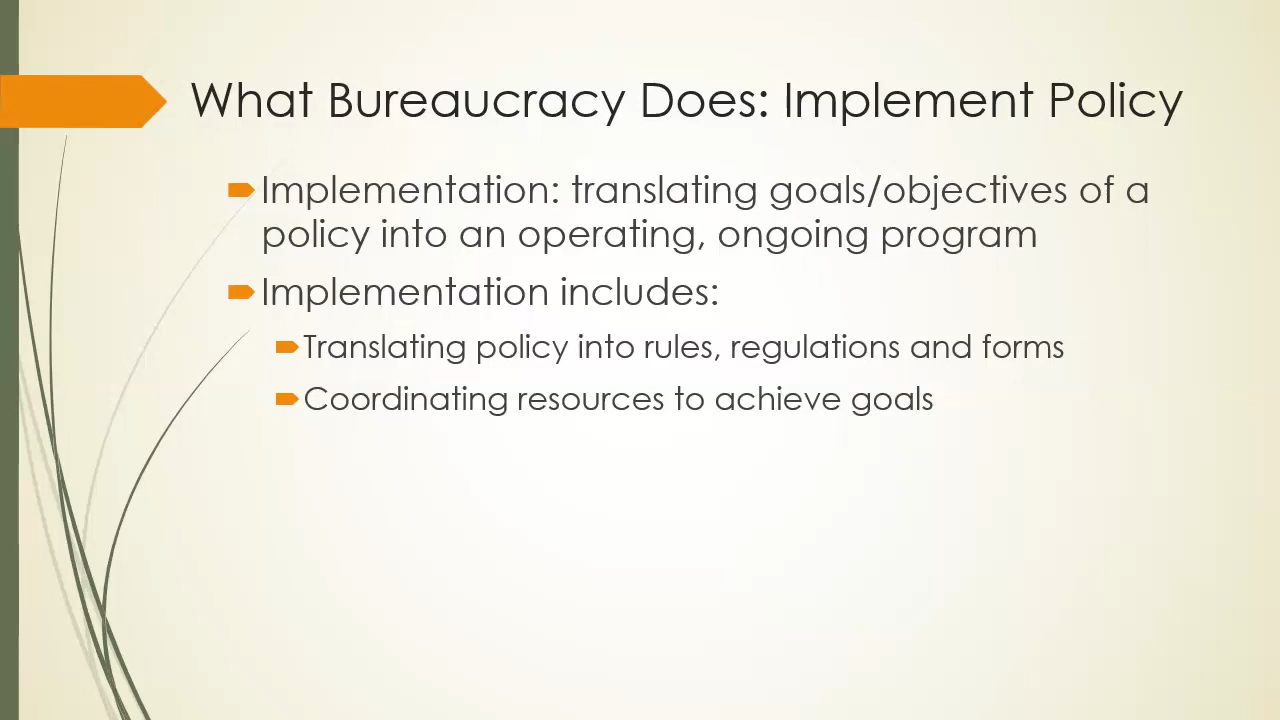 What Bureaucracy Does: Implement Policy
Implementation: translating goals/objectives of a
policy into an operating, ongoing program
Implementation includes:
Translating policy into rules, regulations and forms
Coordinating resources to achieve goals